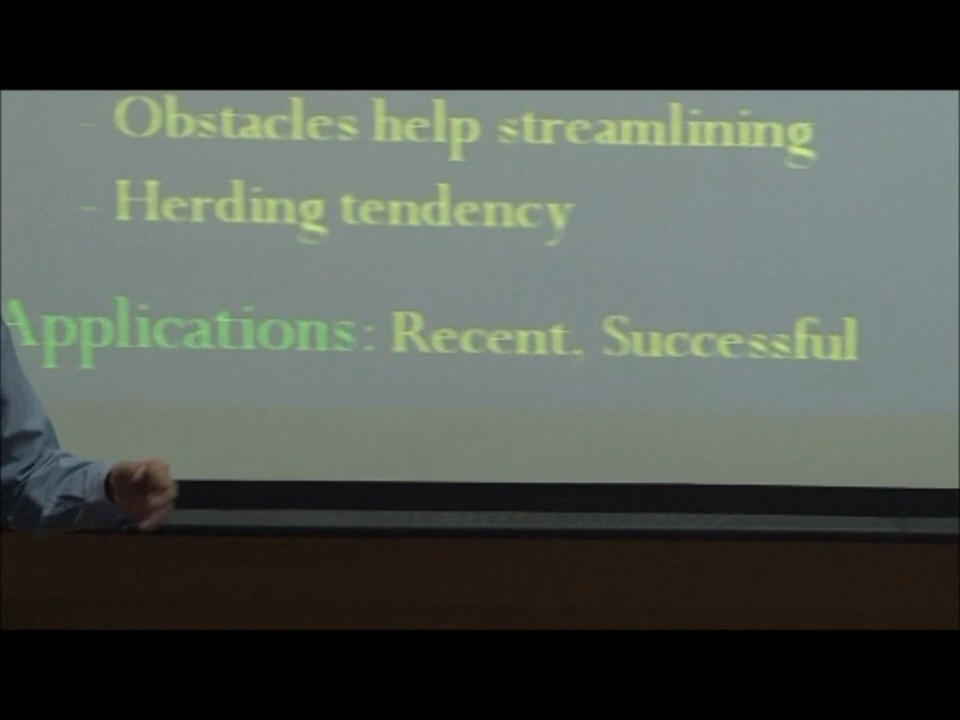 - Obstacles help streamlining
- Herding tendency
Applications: Recent, Successful